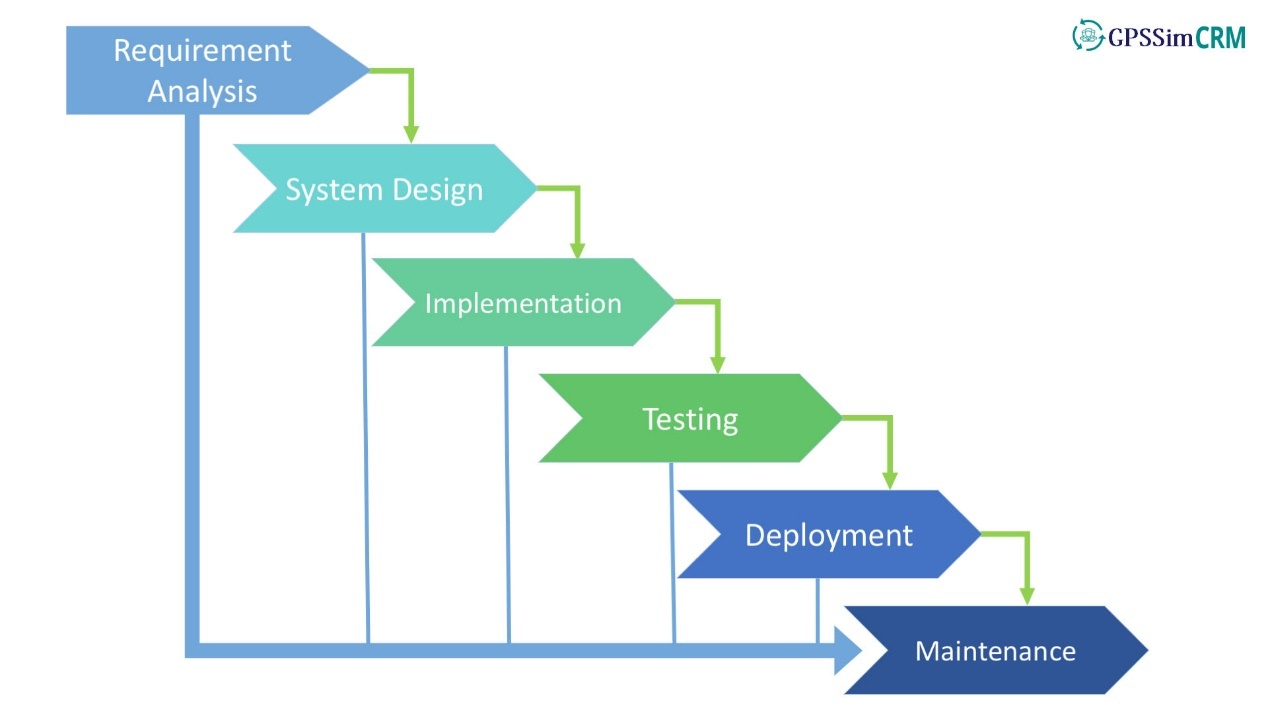 Requirement
Analysis
GPSSimCRM
System Design
Implementation
Testing
Deployment
Maintenance